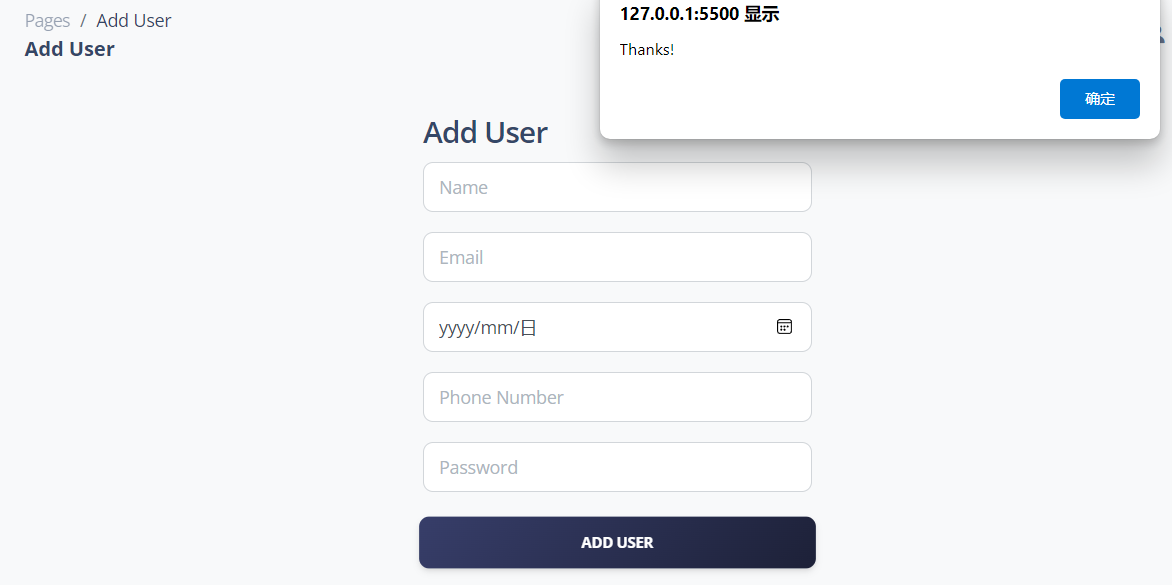 Pages / Add User
Add User
127.0.0.1:5500 显示
Thanks!
确定
Add User
Name
Email
yyyy/mm/日
Phone Number
Password
ADD USER